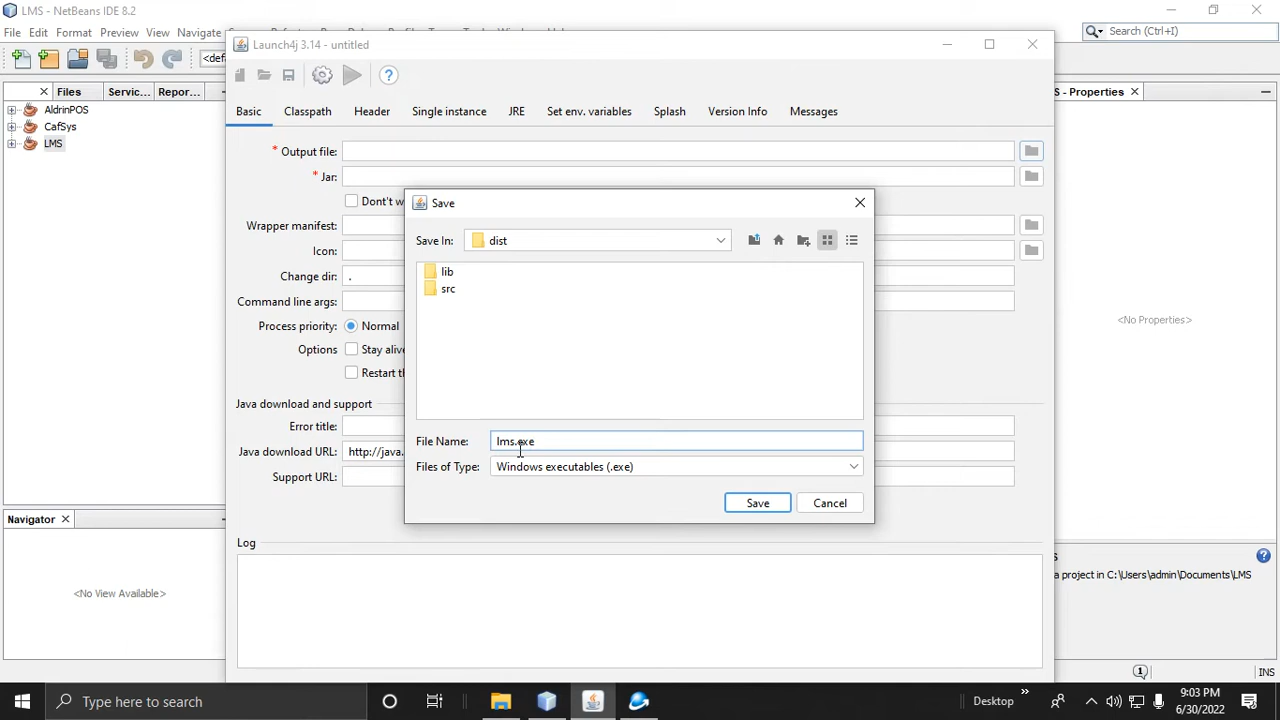 LMS - NetBeans IDE 8.2
File Edit Format Preview View Navigate
Search (Ctrl+I)
Launch4j 3.14 - untitled
<def
Files Servic... Repor...
S - Properties
Basic Classpath Header Single instance JRE Set env. variables Splash Version Info Messages
AldrinPOS
CafSys
LMS
* Output file:
* Jar:
Dont't w
Wrapper manifest:
Icon:
Change dir: .
Command line args:
Process priority: Normal
Options Stay alive
Restart th
Java download and support
Error title:
Java download URL: http://java.
Support URL:
Save
Save In: dist
lib
src
File Name: lms.exe
Files of Type: Windows executables (.exe)
Save Cancel
<No Properties>
Navigator
<No View Available>
Log
S
a project in C:\Users\admin\Documents\LMS
1 INS
Type here to search
Desktop
9:03 PM
6/30/2022